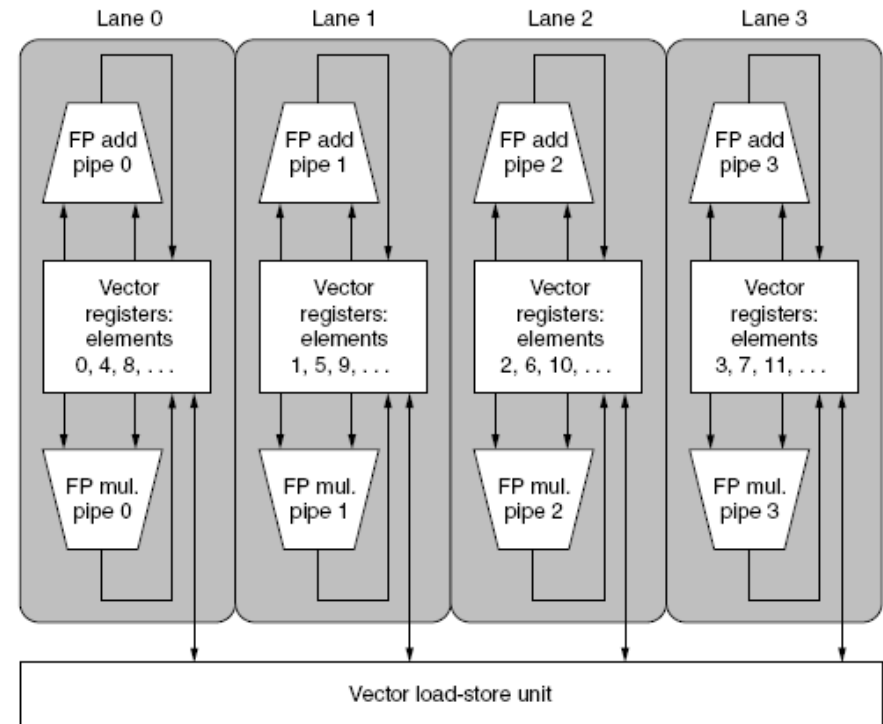 Lane 0
Lane 1
Lane 2
Lane 3
FP add
pipe 0
FP add
pipe 1
FP add
pipe 2
FP add
pipe 3
Vector
registers:
elements
0, 4, 8, . . .
Vector
registers:
elements
1, 5, 9, . . .
Vector
registers:
elements
2, 6, 10, . . .
Vector
registers:
elements
3, 7, 11, . . .
FP mul.
pipe 0
FP mul.
pipe 1
FP mul.
pipe 2
FP mul.
pipe 3
Vector load-store unit